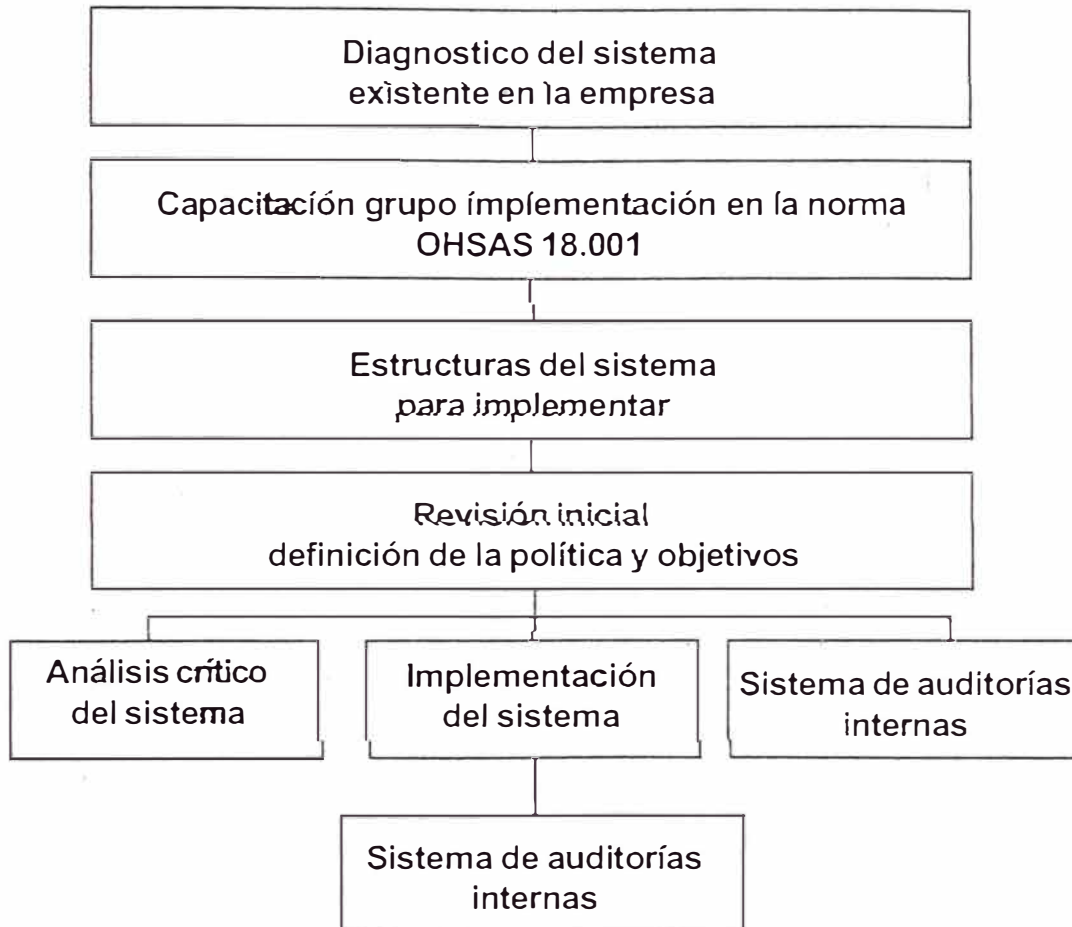 Diagnostico del sistema
existente en la empresa
Capacitación grupo implementación en la norma
OHSAS 18.001
Estructuras del sistema
para implementar
Revisión inicial
definición de la política y objetivos
Análisis crítico
del sistema
Implementación
del sistema
Sistema de auditorías
internas
Sistema de auditorías
internas